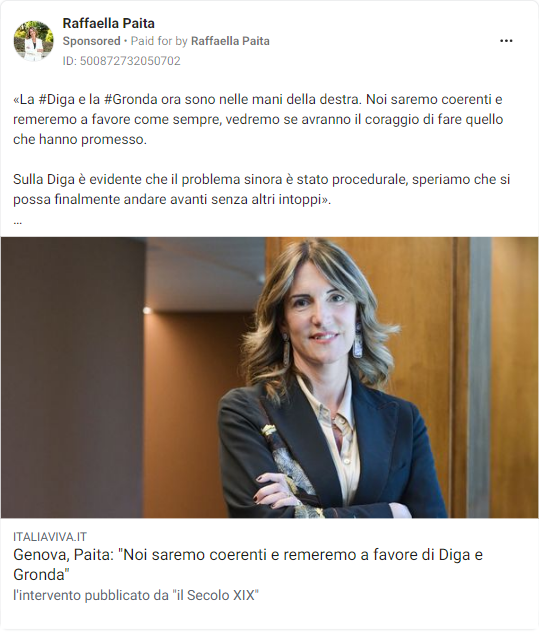 Raffaella Paita
Sponsored • Paid for by Raffaella Paita
ID: 500872732050702
«La #Diga e la #Gronda ora sono nelle mani della destra. Noi saremo coerenti e
remeremo a favore come sempre, vedremo se avranno il coraggio di fare quello
che hanno promesso.
Sulla Diga è evidente che il problema sinora è stato procedurale, speriamo che si
possa finalmente andare avanti senza altri intoppi».
...
ITALIAVIVA.IT
Genova, Paita: "Noi saremo coerenti e remeremo a favore di Diga e
Gronda"
l'intervento pubblicato da "il Secolo XIX"